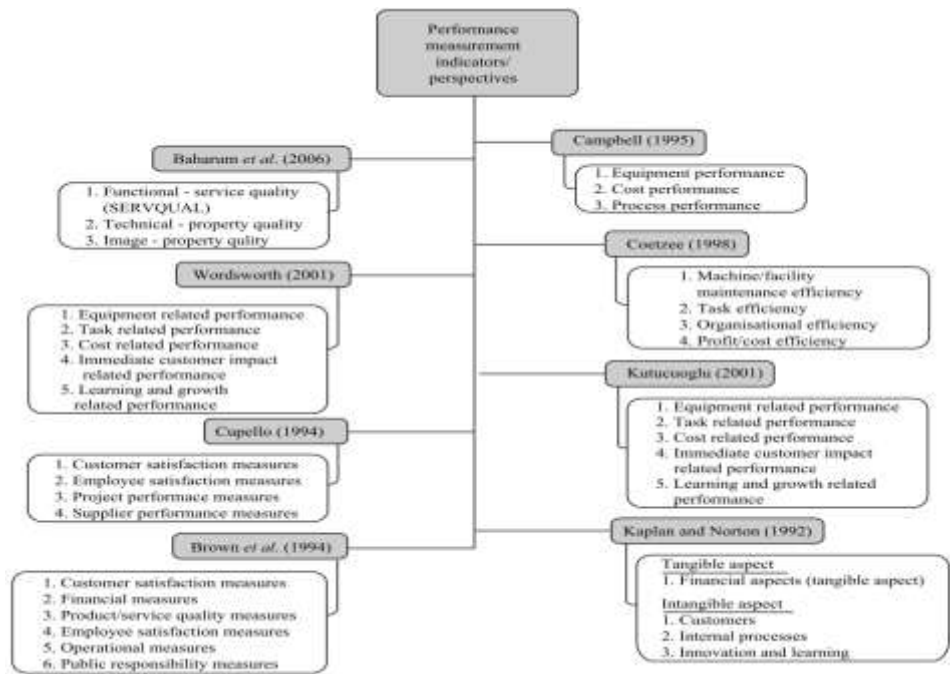 Performance
measurement
indicators/
perspectives
Baharum et al. (2006)
1. Functional - service quality
(SERVQUAL)
2. Technical - property quality
3. Image - property qulity
Wordsworth (2001)
1. Equipment related performance
2. Task related performance
3. Cost related performance
4. Immediate customer impact
related performance
5. Learning and growth
related performance
Cupello (1994)
1. Customer satisfaction measures
2. Employee satisfaction measures
3. Project performace measures
4. Supplier performance measures
Brown et al. (1994)
1. Customer satisfaction measures
2. Financial measures
3. Product/service quality measures
4. Employee satisfaction measures
5. Operational measures
6. Public responsibility measures
Campbell (1995)
1. Equipment performance
2. Cost performance
3. Process performance
Coetzee (1998)
1. Machine/facility
maintenance efficiency
2. Task efficiency
3. Organisational efficiency
4. Profit/cost efficiency
Kutucuoghi (2001)
1. Equipment related performance
2. Task related performance
3. Cost related performance
4. Immediate customer impact
related performance
5. Learning and growth related
performance
Kaplan and Norton (1992)
Tangible aspect
1. Financial aspects (tangible aspect)
Intangible aspect
1. Customers
2. Internal processes
3. Innovation and learning